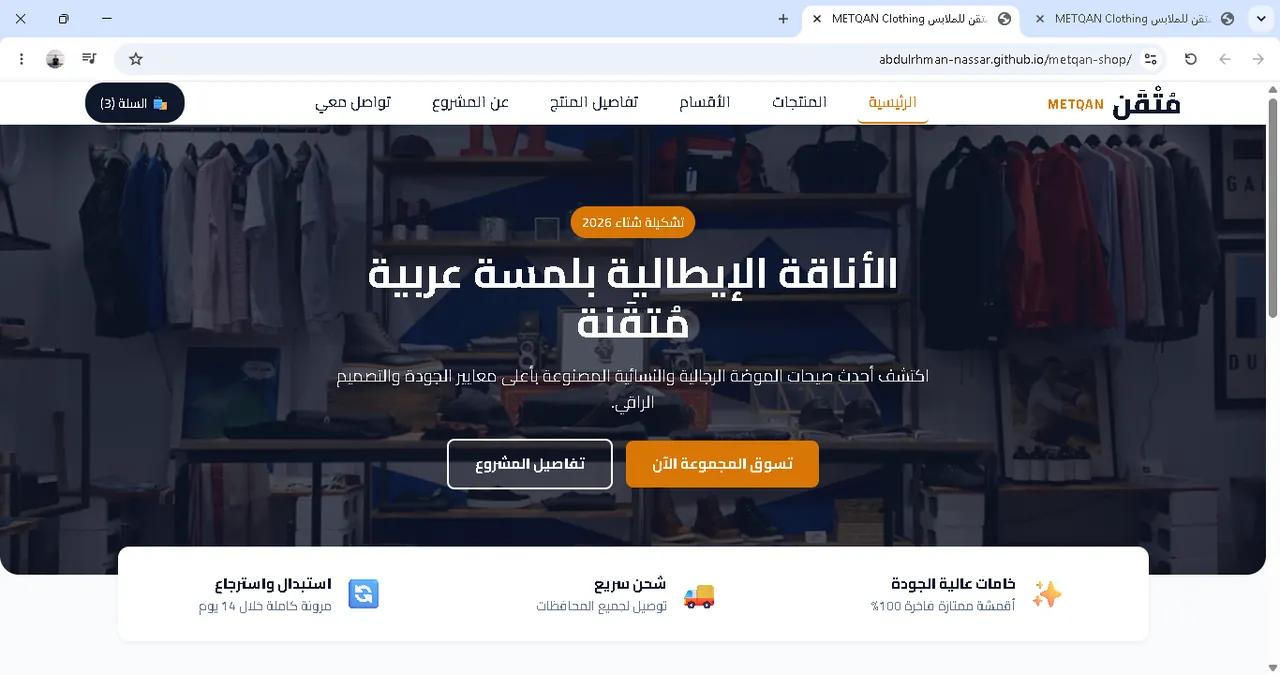 METQAN Clothing متقن للملابس
METQAN Clothing متقن للملابس
abdulrhman-nassar.github.io/metqan-shop/
مُتْقَن METQAN
الرئيسية
المنتجات
الأقسام
تفاصيل المنتج
عن المشروع
تواصل معي
السلة (3)
تشكيلة شتاء 2026
الأناقة الإيطالية بلمسة عربية
مُتقَنة
اكتشف أحدث صيحات الموضة الرجالية والنسائية المصنوعة بأعلى معايير الجودة والتصميم
الراقي.
تسوق المجموعة الآن
تفاصيل المشروع
خامات عالية الجودة
أقمشة ممتازة فاخرة 100%
شحن سريع
توصيل لجميع المحافظات
استبدال واسترجاع
مرونة كاملة خلال 14 يوم